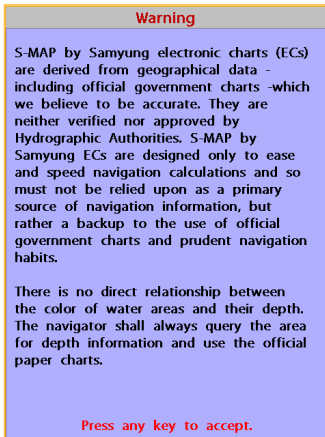 Warning
S-MAP by Samyung electronic charts (ECs)
are derived from geographical data -
including official government charts -which
we believe to be accurate. They are
neither verified nor approved by
Hydrographic Authorities. S-MAP by
Samyung ECs are designed only to ease
and speed navigation calculations and so
must not be relied upon as a primary
source of navigation information, but
rather a backup to the use of official
government charts and prudent navigation
habits.
There is no direct relationship between
the color of water areas and their depth.
The navigator shall always query the area
for depth information and use the official
paper charts.
Press any key to accept.